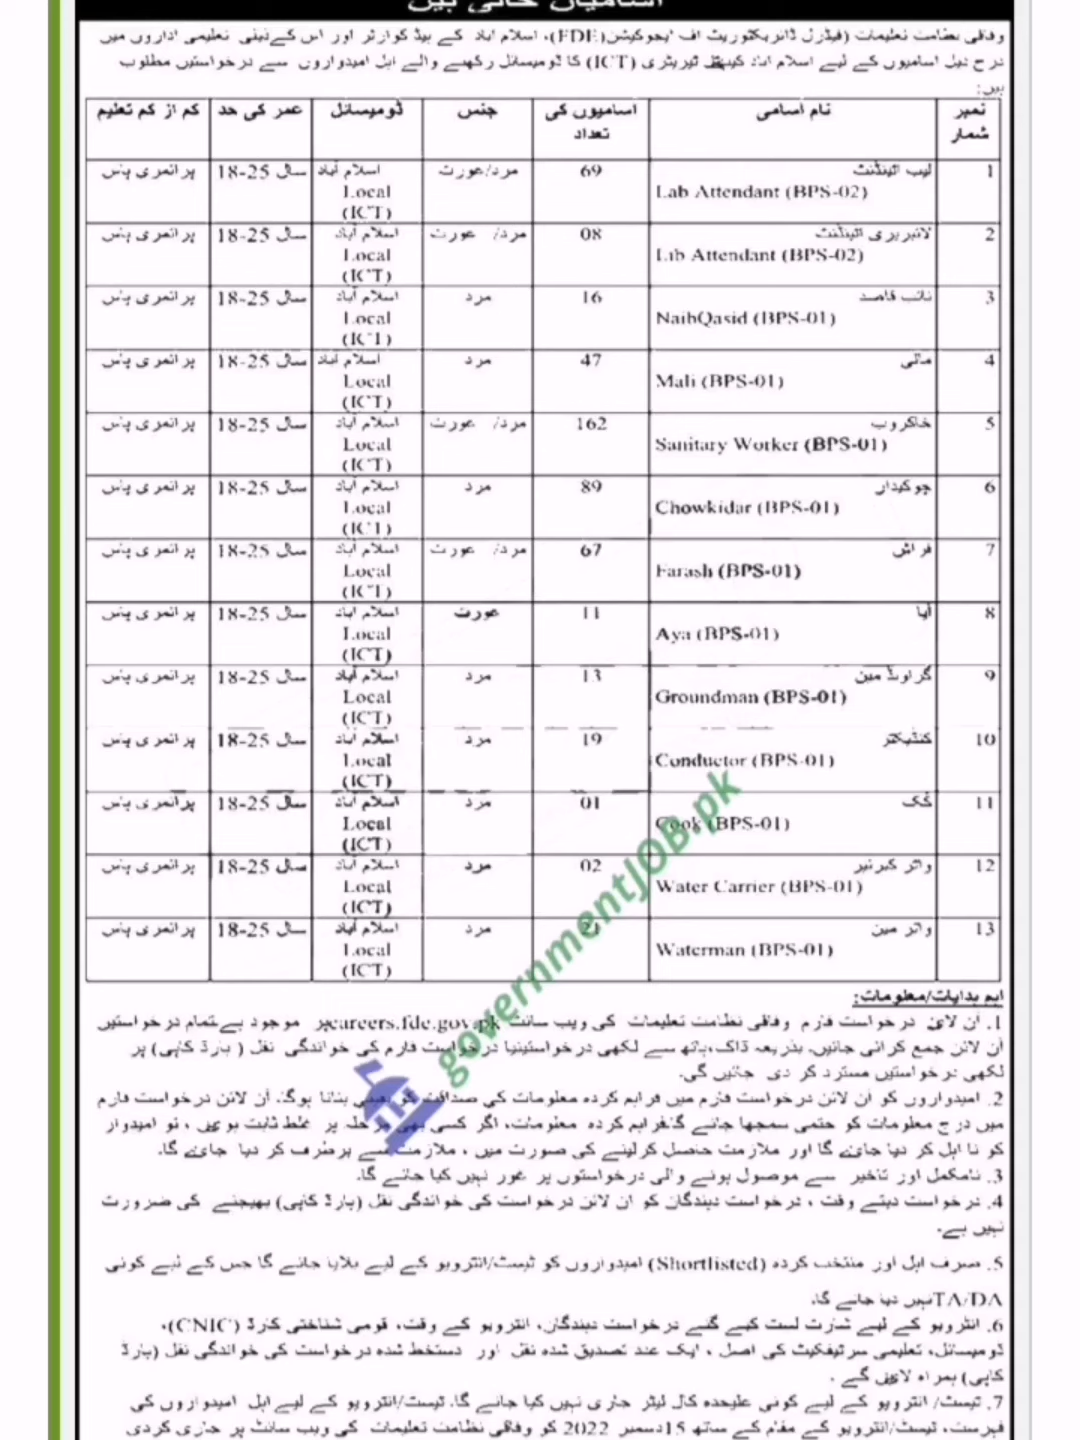 اسامیاں خالی ہیں
وفاقی نظامت تعلیمات (فیڈرل ڈائریکٹوریٹ آف ایجوکیشن(FDE)، اسلام آباد کے ہیڈ کوارٹر اور اس کے ذیلی تعلیمی اداروں میں
درج ذیل اسامیوں کے لیے اسلام آباد کیپیٹل ٹیریٹری (ICT) کا ڈومیسائل رکھنے والے اہل امیدواروں سے درخواستیں مطلوب
ہیں:
نمبر شمار نام اسامی اسامیوں کی تعداد جنس ڈومیسائل عمر کی حد کم از کم تعلیم
1 لیب اٹینڈنٹ Lab Attendant (BPS-02) 69 مرد/عورت اسلام آباد Local (ICT) 18-25 سال پرائمری پاس
2 لائبریری اٹینڈنٹ Lib Attendant (BPS-02) 08 مرد/ عورت اسلام آباد Local (ICT) 18-25 سال پرائمری پاس
3 نائب قاصد NaibQasid (BPS-01) 16 مرد اسلام آباد Local (ICT) 18-25 سال پرائمری پاس
4 مالی Mali (BPS-01) 47 مرد اسلام آباد Local (ICT) 18-25 سال پرائمری پاس
5 خاکروب Sanitary Worker (BPS-01) 162 مرد/ عورت اسلام آباد Local (ICT) 18-25 سال پرائمری پاس
6 چوکیدار Chowkidar (BPS-01) 89 مرد اسلام آباد Local (ICT) 18-25 سال پرائمری پاس
7 فراش Farash (BPS-01) 67 مرد/ عورت اسلام آباد Local (ICT) 18-25 سال پرائمری پاس
8 آیا Aya (BPS-01) 11 عورت اسلام آباد Local (ICT) 18-25 سال پرائمری پاس
9 گراونڈ مین Groundman (BPS-01) 13 مرد اسلام آباد Local (ICT) 18-25 سال پرائمری پاس
10 کنڈیکٹر Conductor (BPS-01) 19 مرد اسلام آباد Local (ICT) 18-25 سال پرائمری پاس
11 کک Cook (BPS-01) 01 مرد اسلام آباد Local (ICT) 18-25 سال پرائمری پاس
12 واٹر کیرئیر Water Carrier (BPS-01) 02 مرد اسلام آباد Local (ICT) 18-25 سال پرائمری پاس
13 واٹر مین Waterman (BPS-01) 21 مرد اسلام آباد Local (ICT) 18-25 سال پرائمری پاس
governmentJOB.pk
اہم ہدایات/معلومات:
1. آن لائن درخواست فارم وفاقی نظامت تعلیمات کی ویب سائٹ careers.fde.gov.pk پر موجود ہے تمام درخواستیں
آن لائن جمع کرائی جائیں۔ بذریعہ ڈاک،ہاتھ سے لکھی درخواستیں یا درخواست فارم کی خواندگی نقل ( ہارڈ کاپی) پر
لکھی درخواستیں مسترد کر دی جائیں گی۔
2. امیدواروں کو آن لائن درخواست فارم میں فراہم کردہ معلومات کی صداقت کو یقینی بنانا ہوگا۔ آن لائن درخواست فارم
میں درج معلومات کو حتمی سمجھا جائے گا۔فراہم کردہ معلومات، اگر کسی بھی مرحلہ پر غلط ثابت ہوئیں ، تو امیدوار
کو نا اہل کر دیا جائے گا اور ملازمت حاصل کرلینے کی صورت میں ، ملازمت سے برطرف کر دیا جائے گا۔
3. نامکمل اور تاخیر سے موصول ہونے والی درخواستوں پر غور نہیں کیا جائے گا۔
4. درخواست دیتے وقت ، درخواست دہندگان کو آن لائن درخواست کی خواندگی نقل (ہارڈ کاپی) بھیجنے کی ضرورت
نہیں ہے۔
5. صرف اہل اور منتخب کردہ (Shortlisted) امیدواروں کو ٹیسٹ/انٹرویو کے لیے بلایا جائے گا جس کے لیے کوئی
TA/DA نہیں دیا جائے گا۔
6. انٹرویو کے لیے شارٹ لسٹ کیے گئے درخواست دہندگان، انٹرویو کے وقت، قومی شناختی کارڈ (CNIC)،
ڈومیسائل، تعلیمی سرٹیفکیٹ کی اصل ، ایک عدد تصدیق شدہ نقل اور دستخط شدہ درخواست کی خواندگی نقل (ہارڈ
کاپی) ہمراہ لائیں گے ۔
7. ٹیسٹ/ انٹرویو کے لیے کوئی علیحدہ کال لیٹر جاری نہیں کیا جائے گا۔ ٹیسٹ/انٹرویو کے لیے اہل امیدواروں کی
فہرست، ٹیسٹ/انٹرویو کے مقام کے ساتھ 15دسمبر 2022 کو وفاقی نظامت تعلیمات کی ویب سائٹ پر جاری کردی